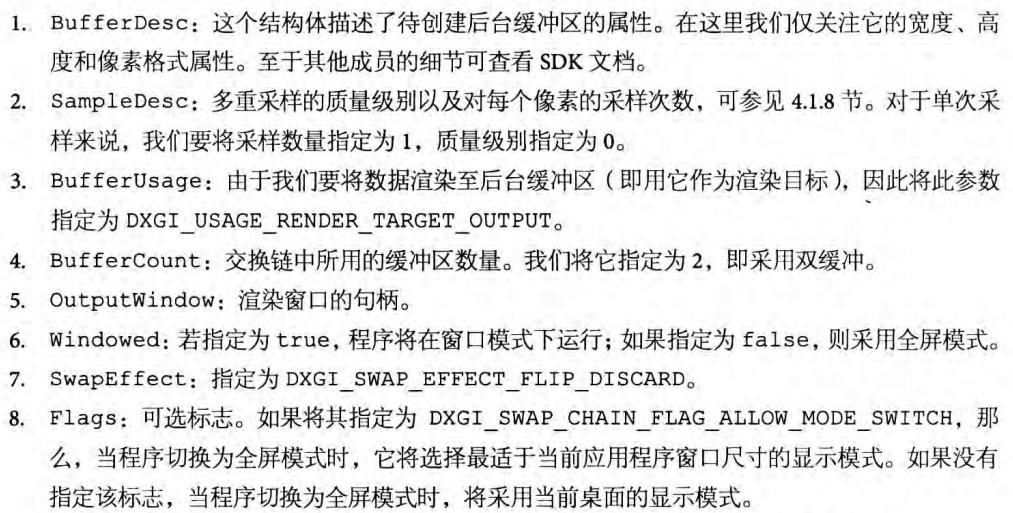 1. BufferDesc：这个结构体描述了待创建后台缓冲区的属性。在这里我们仅关注它的宽度、高
度和像素格式属性。至于其他成员的细节可查看 SDK 文档。
2. SampleDesc：多重采样的质量级别以及对每个像素的采样次数，可参见 4.1.8 节。对于单次采
样来说，我们要将采样数量指定为 1，质量级别指定为 0。
3. BufferUsage：由于我们要将数据渲染至后台缓冲区（即用它作为渲染目标），因此将此参数
指定为 DXGI_USAGE_RENDER_TARGET_OUTPUT。
4. BufferCount：交换链中所用的缓冲区数量。我们将它指定为 2，即采用双缓冲。
5. OutputWindow：渲染窗口的句柄。
6. Windowed：若指定为 true，程序将在窗口模式下运行；如果指定为 false，则采用全屏模式。
7. SwapEffect：指定为 DXGI_SWAP_EFFECT_FLIP_DISCARD。
8. Flags：可选标志。如果将其指定为 DXGI_SWAP_CHAIN_FLAG_ALLOW_MODE_SWITCH，那
么，当程序切换为全屏模式时，它将选择最适于当前应用程序窗口尺寸的显示模式。如果没有
指定该标志，当程序切换为全屏模式时，将采用当前桌面的显示模式。